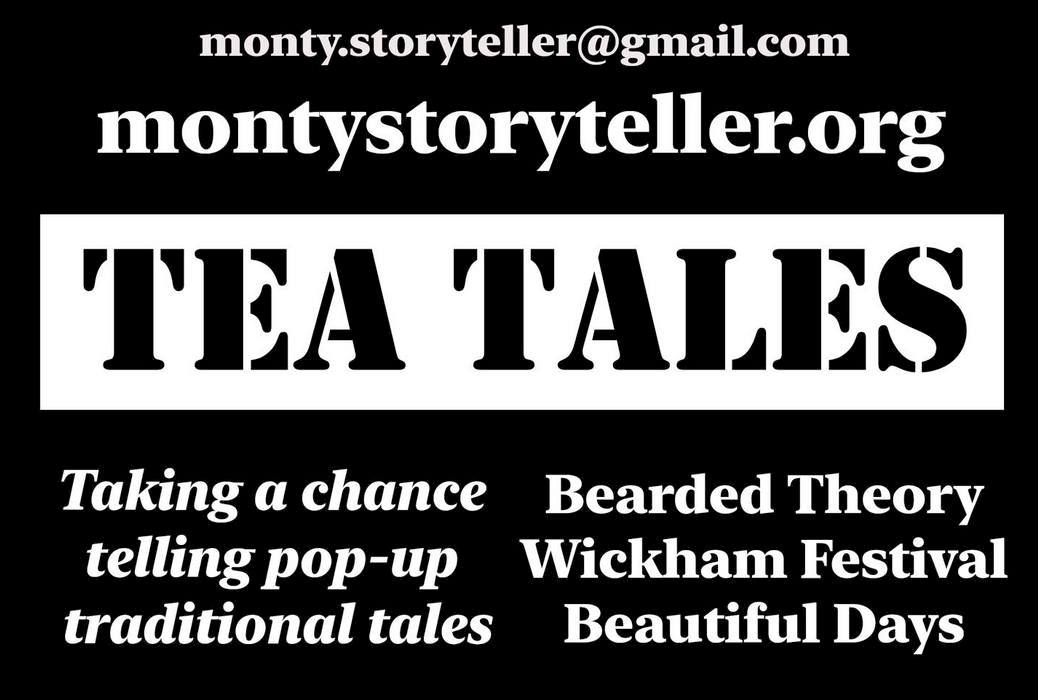 monty.storyteller@gmail.com
montystoryteller.org
TEA TALES
Taking a chance
telling pop-up
traditional tales
Bearded Theory
Wickham Festival
Beautiful Days